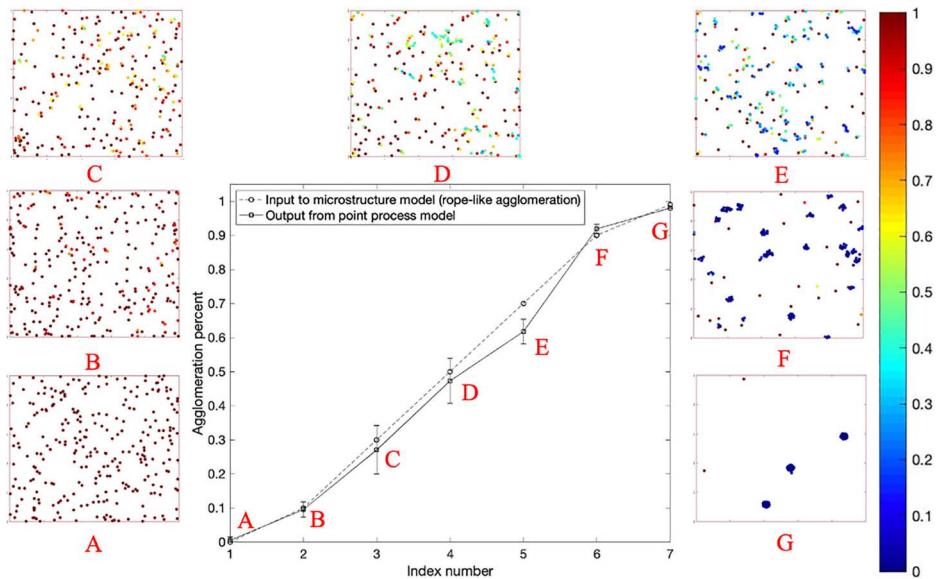 C
D
E
B
A
F
G
Input to microstructure model (rope-like agglomeration)
Output from point process model
Agglomeration percent
1
0.9
0.8
0.7
0.6
0.5
0.4
0.3
0.2
0.1
0
A
B
C
D
E
F
G
1 2 3 4 5 6 7
Index number
1
0.9
0.8
0.7
0.6
0.5
0.4
0.3
0.2
0.1
0